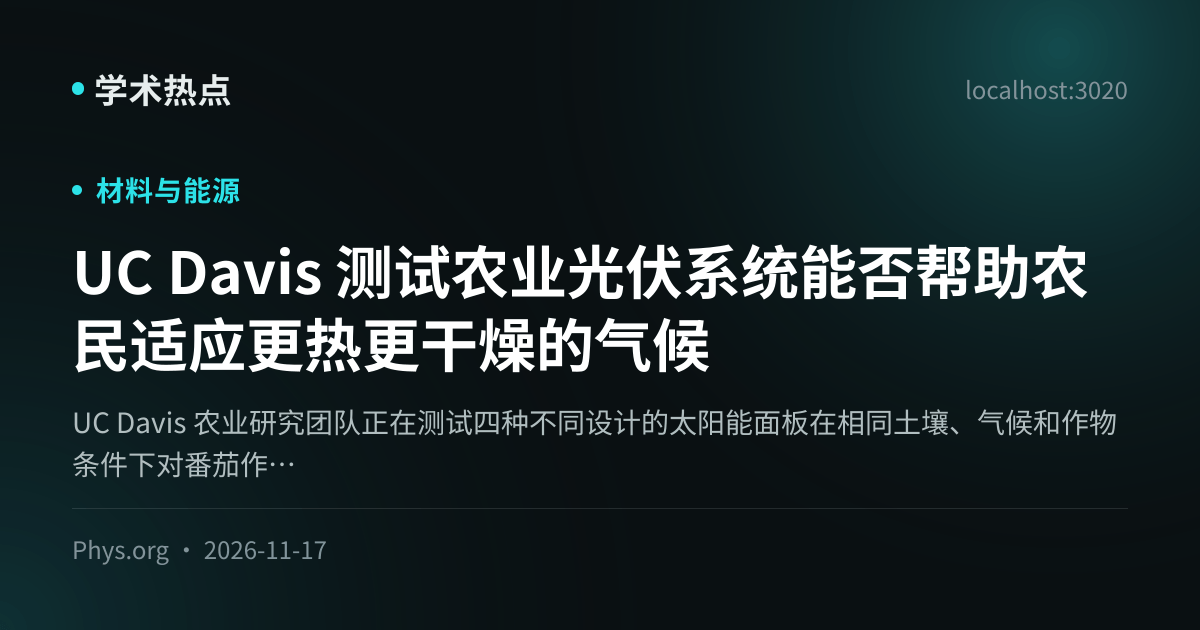 学术热点
localhost:3020
材料与能源
UC Davis 测试农业光伏系统能否帮助农
民适应更热更干燥的气候
UC Davis 农业研究团队正在测试四种不同设计的太阳能面板在相同土壤、气候和作物
条件下对番茄作…
Phys.org • 2026-11-17